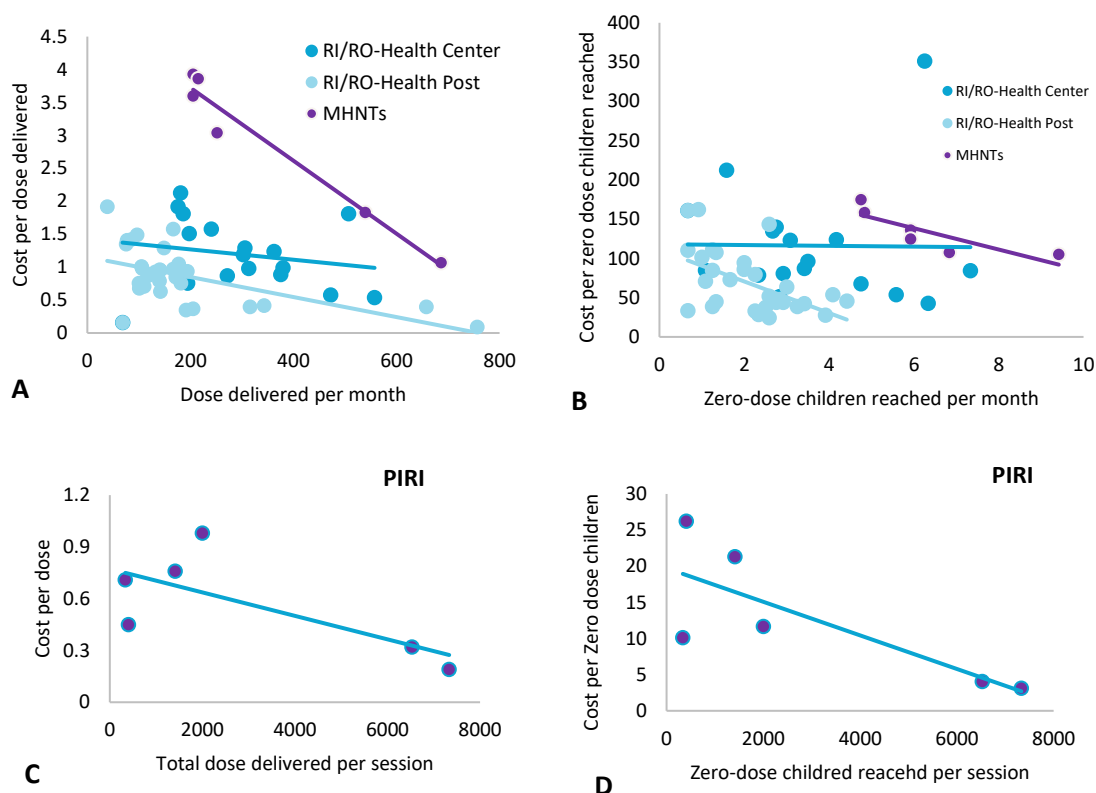 4.5
4
3.5
3
2.5
2
1.5
1
0.5
0
0 200 400 600 800
Cost per dose delivered
Dose delivered per month
RI/RO-Health Center
RI/RO-Health Post
MHNTs
A
400
350
300
250
200
150
100
50
0
0 2 4 6 8 10
Cost per zero dose children reached
Zero-dose children reached per month
RI/RO-Health Center
RI/RO-Health Post
MHNTs
B
PIRI
1.2
0.9
0.6
0.3
0
0 2000 4000 6000 8000
Cost per dose
Total dose delivered per session
C
PIRI
30
25
20
15
10
5
0
0 2000 4000 6000 8000
Cost per Zero dose children
Zero-dose childred reacehd per session
D